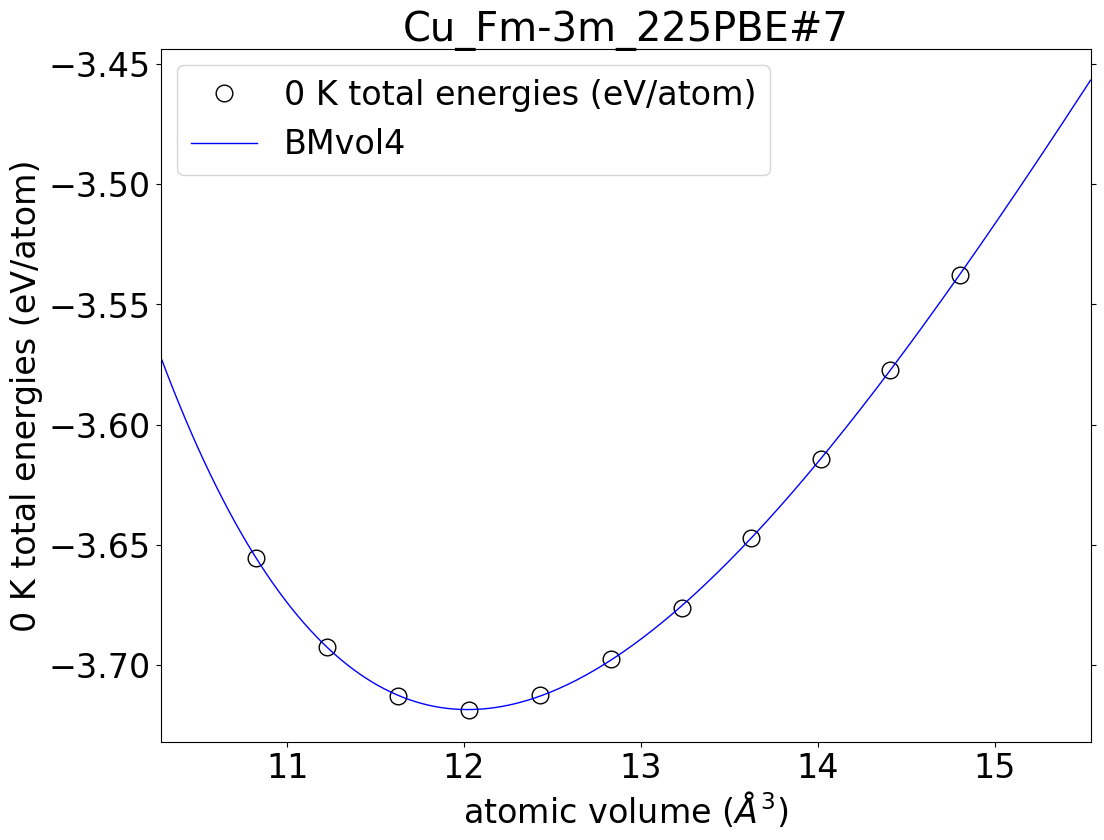 Cu_Fm-3m_225PBE#7
0 K total energies (eV/atom)
BMvol4
0 K total energies (eV/atom)
−3.45
−3.50
−3.55
−3.60
−3.65
−3.70
11 12 13 14 15
atomic volume (Å³)